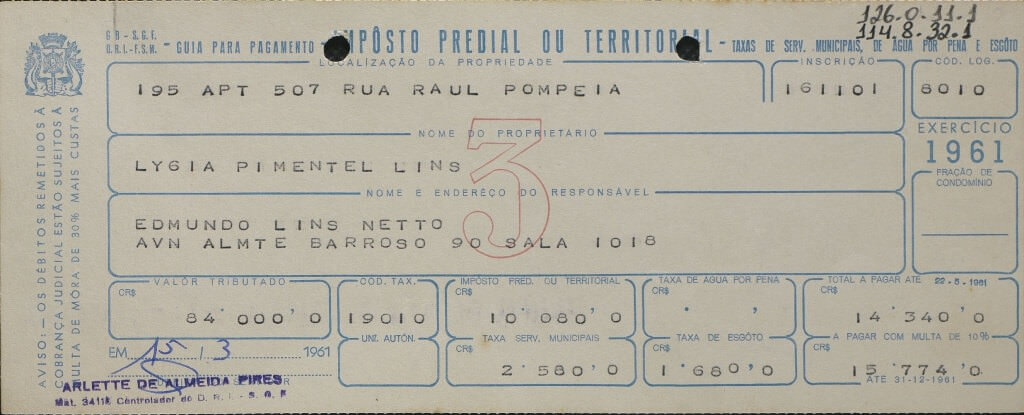 126.0.11.1
114.8.32.1
GB - S.G.F.
D.R.I.-F.S.M. - GUIA PARA PAGAMENTO - IMPÔSTO PREDIAL OU TERRITORIAL - TAXAS DE SERV. MUNICIPAIS, DE ÁGUA POR PENA E ESGÔTO
LOCALIZAÇÃO DA PROPRIEDADE
195 APT 507 RUA RAUL POMPEIA
INSCRIÇÃO
161101
COD. LOG.
8010
NOME DO PROPRIETÁRIO
LYGIA PIMENTEL LINS
EXERCÍCIO
1961
3
NOME E ENDERÊÇO DO RESPONSÁVEL
EDMUNDO LINS NETTO
AVN ALMTE BARROSO 90 SALA 1018
FRAÇÃO DE
CONDOMÍNIO
VALÔR TRIBUTADO
CR$
84'000'0
COD. TAX.
19010
IMPÔSTO PRED. OU TERRITORIAL
CR$
10 080'0
TAXA DE ÁGUA POR PENA
CR$
' '
TOTAL A PAGAR ATÉ 22-5-1961
CR$
14'340'0
EM 15 / 3 1961
UNI. AUTÔN.
TAXA SERV. MUNICIPAIS
CR$
2'580'0
TAXA DE ESGÔTO
CR$
1'680'0
A PAGAR COM MULTA DE 10%
CR$
15'774'0
ATÉ 31-12-1961
ARLETTE DE ALMEIDA PIRES
Mat. 34118 Controlador do D. R. I. - S. G. F
AVISO: — OS DÉBITOS REMETIDOS À
COBRANÇA JUDICIAL ESTÃO SUJEITOS À
MULTA DE MÓRA DE 30% MAIS CUSTAS